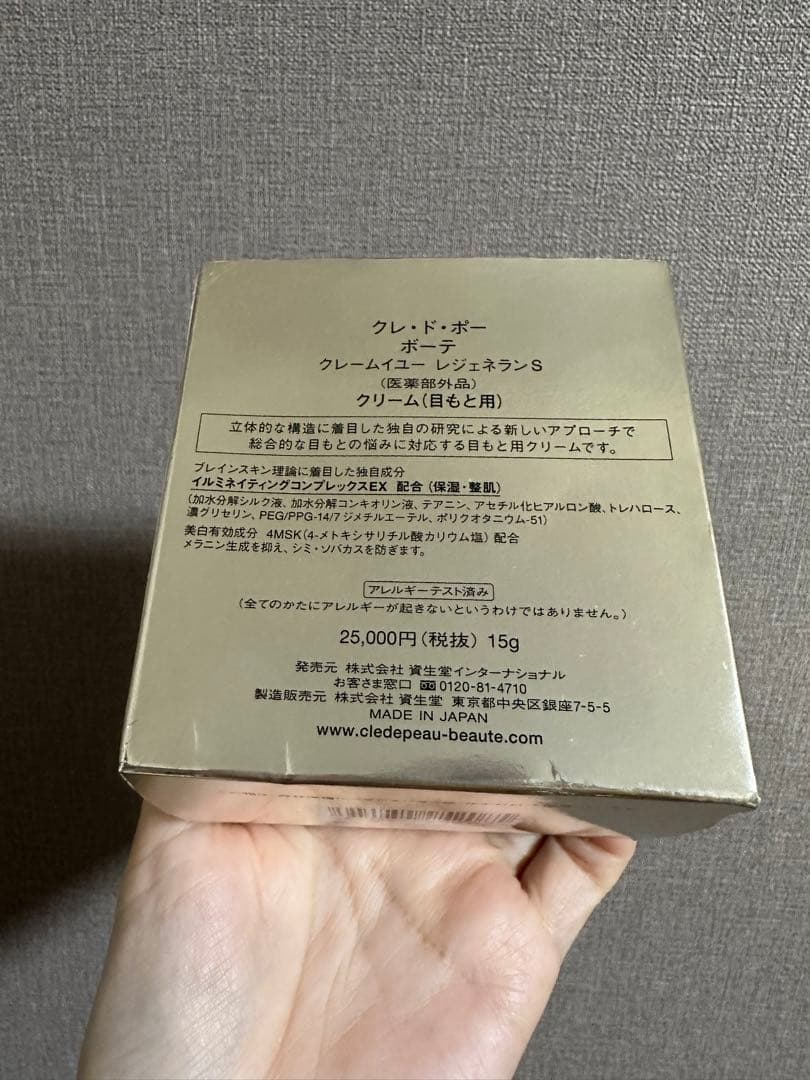 クレ・ド・ポー
ボーテ
クレームイユー レジェネランS
(医薬部外品)
クリーム(目もと用)
立体的な構造に着目した独自の研究による新しいアプローチで
総合的な目もとの悩みに対応する目もと用クリームです。
ブレインスキン理論に着目した独自成分
イルミネイティングコンプレックスEX 配合(保湿・整肌)
(加水分解シルク液、加水分解コンキオリン液、テアニン、アセチル化ヒアルロン酸、トレハロース、
濃グリセリン、PEG/PPG-14/7 ジメチルエーテル、ポリクオタニウム-51)
美白有効成分 4MSK(4-メトキシサリチル酸カリウム塩)配合
メラニン生成を抑え、シミ・ソバカスを防ぎます。
アレルギーテスト済み
(全てのかたにアレルギーが起きないというわけではありません。)
25,000円(税抜) 15g
発売元 株式会社 資生堂インターナショナル
お客さま窓口 0120-81-4710
製造販売元 株式会社 資生堂 東京都中央区銀座7-5-5
MADE IN JAPAN
www.cledepeau-beaute.com